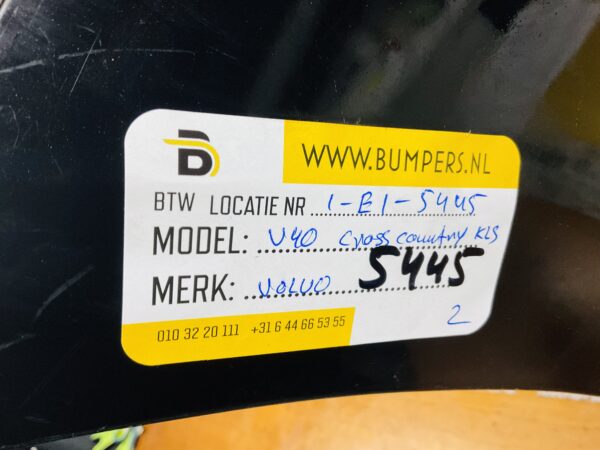 B
WWW.BUMPERS.NL
BTW LOCATIE NR 1-E1-5445
MODEL: V40 Cross country KLS
MERK: VOLVO 5445
2
010 32 20 111 +31 6 44 66 53 55